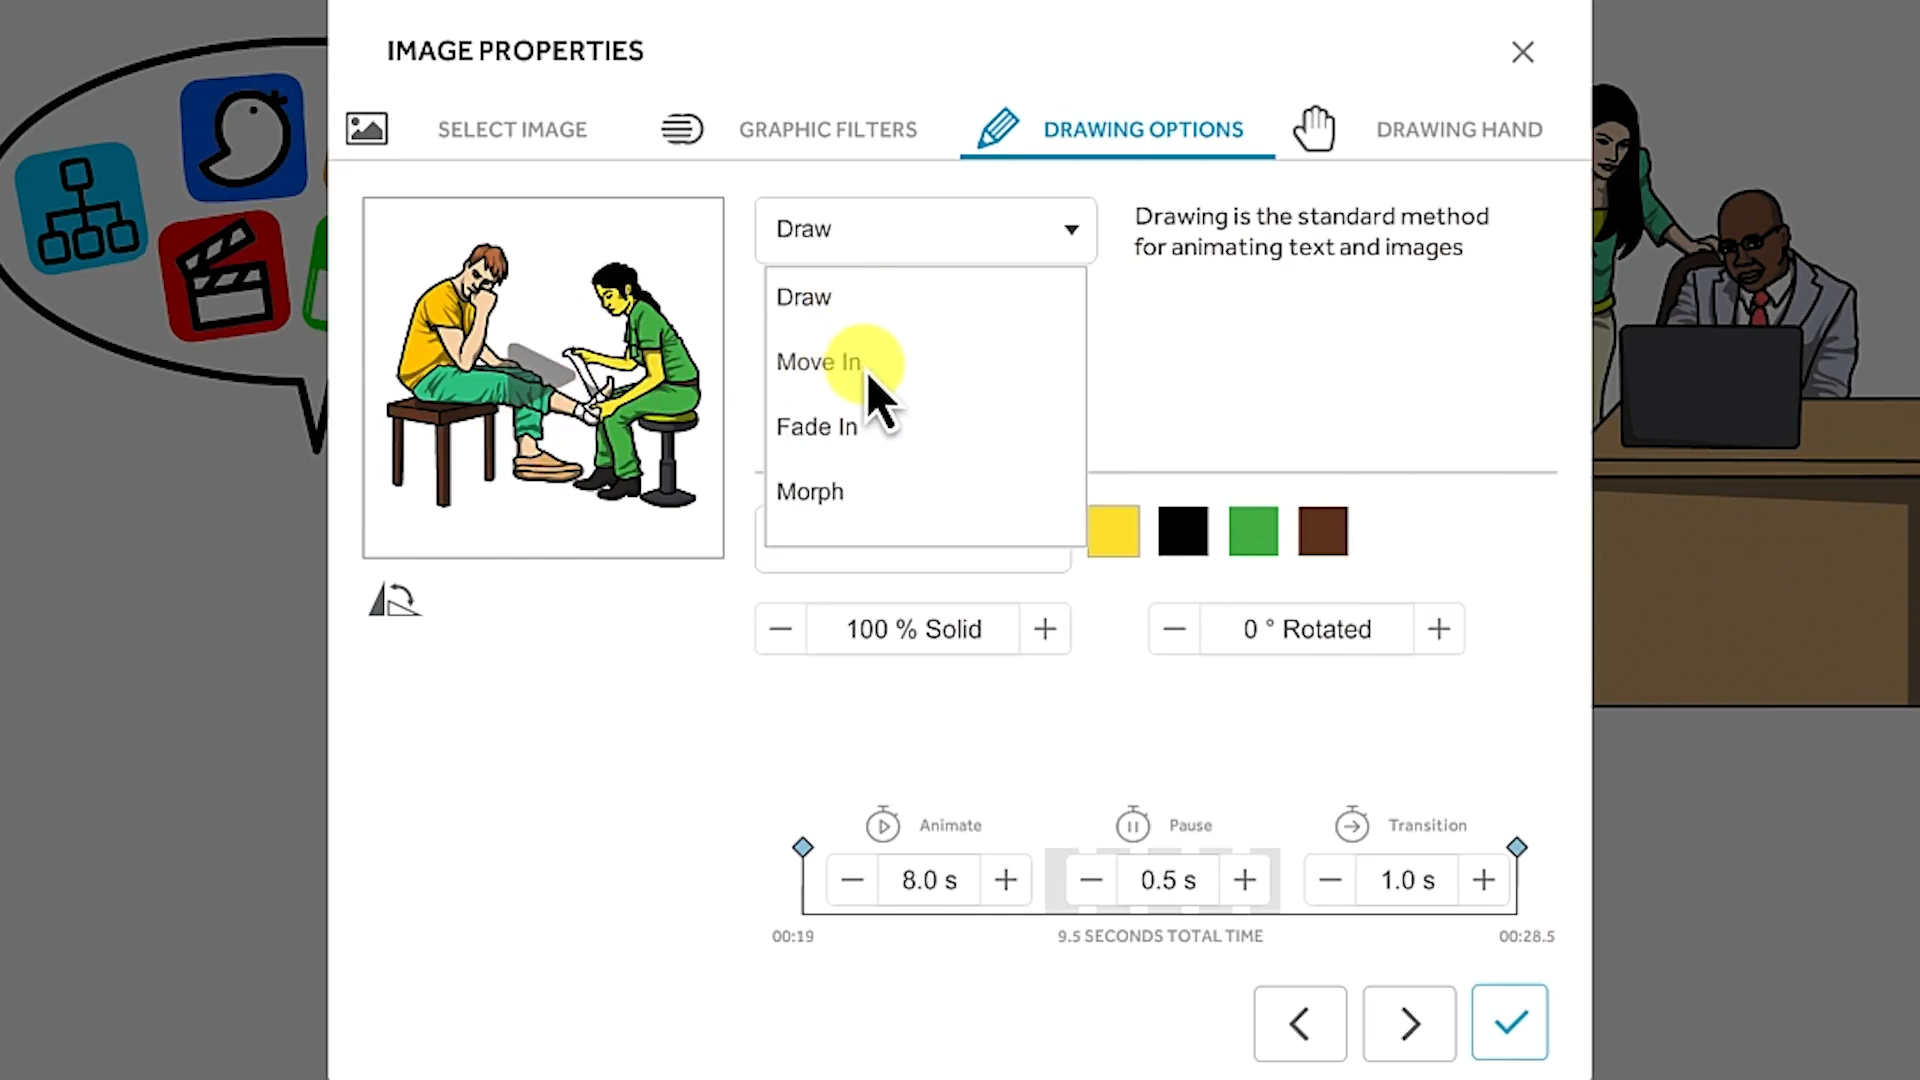 IMAGE PROPERTIES
SELECT IMAGE
GRAPHIC FILTERS
DRAWING OPTIONS
DRAWING HAND
Draw
Drawing is the standard method
for animating text and images
Draw
Move In
Fade In
Morph
100 % Solid
0 ° Rotated
Animate
Pause
Transition
8.0 s
0.5 s
1.0 s
00:19
9.5 SECONDS TOTAL TIME
00:28.5